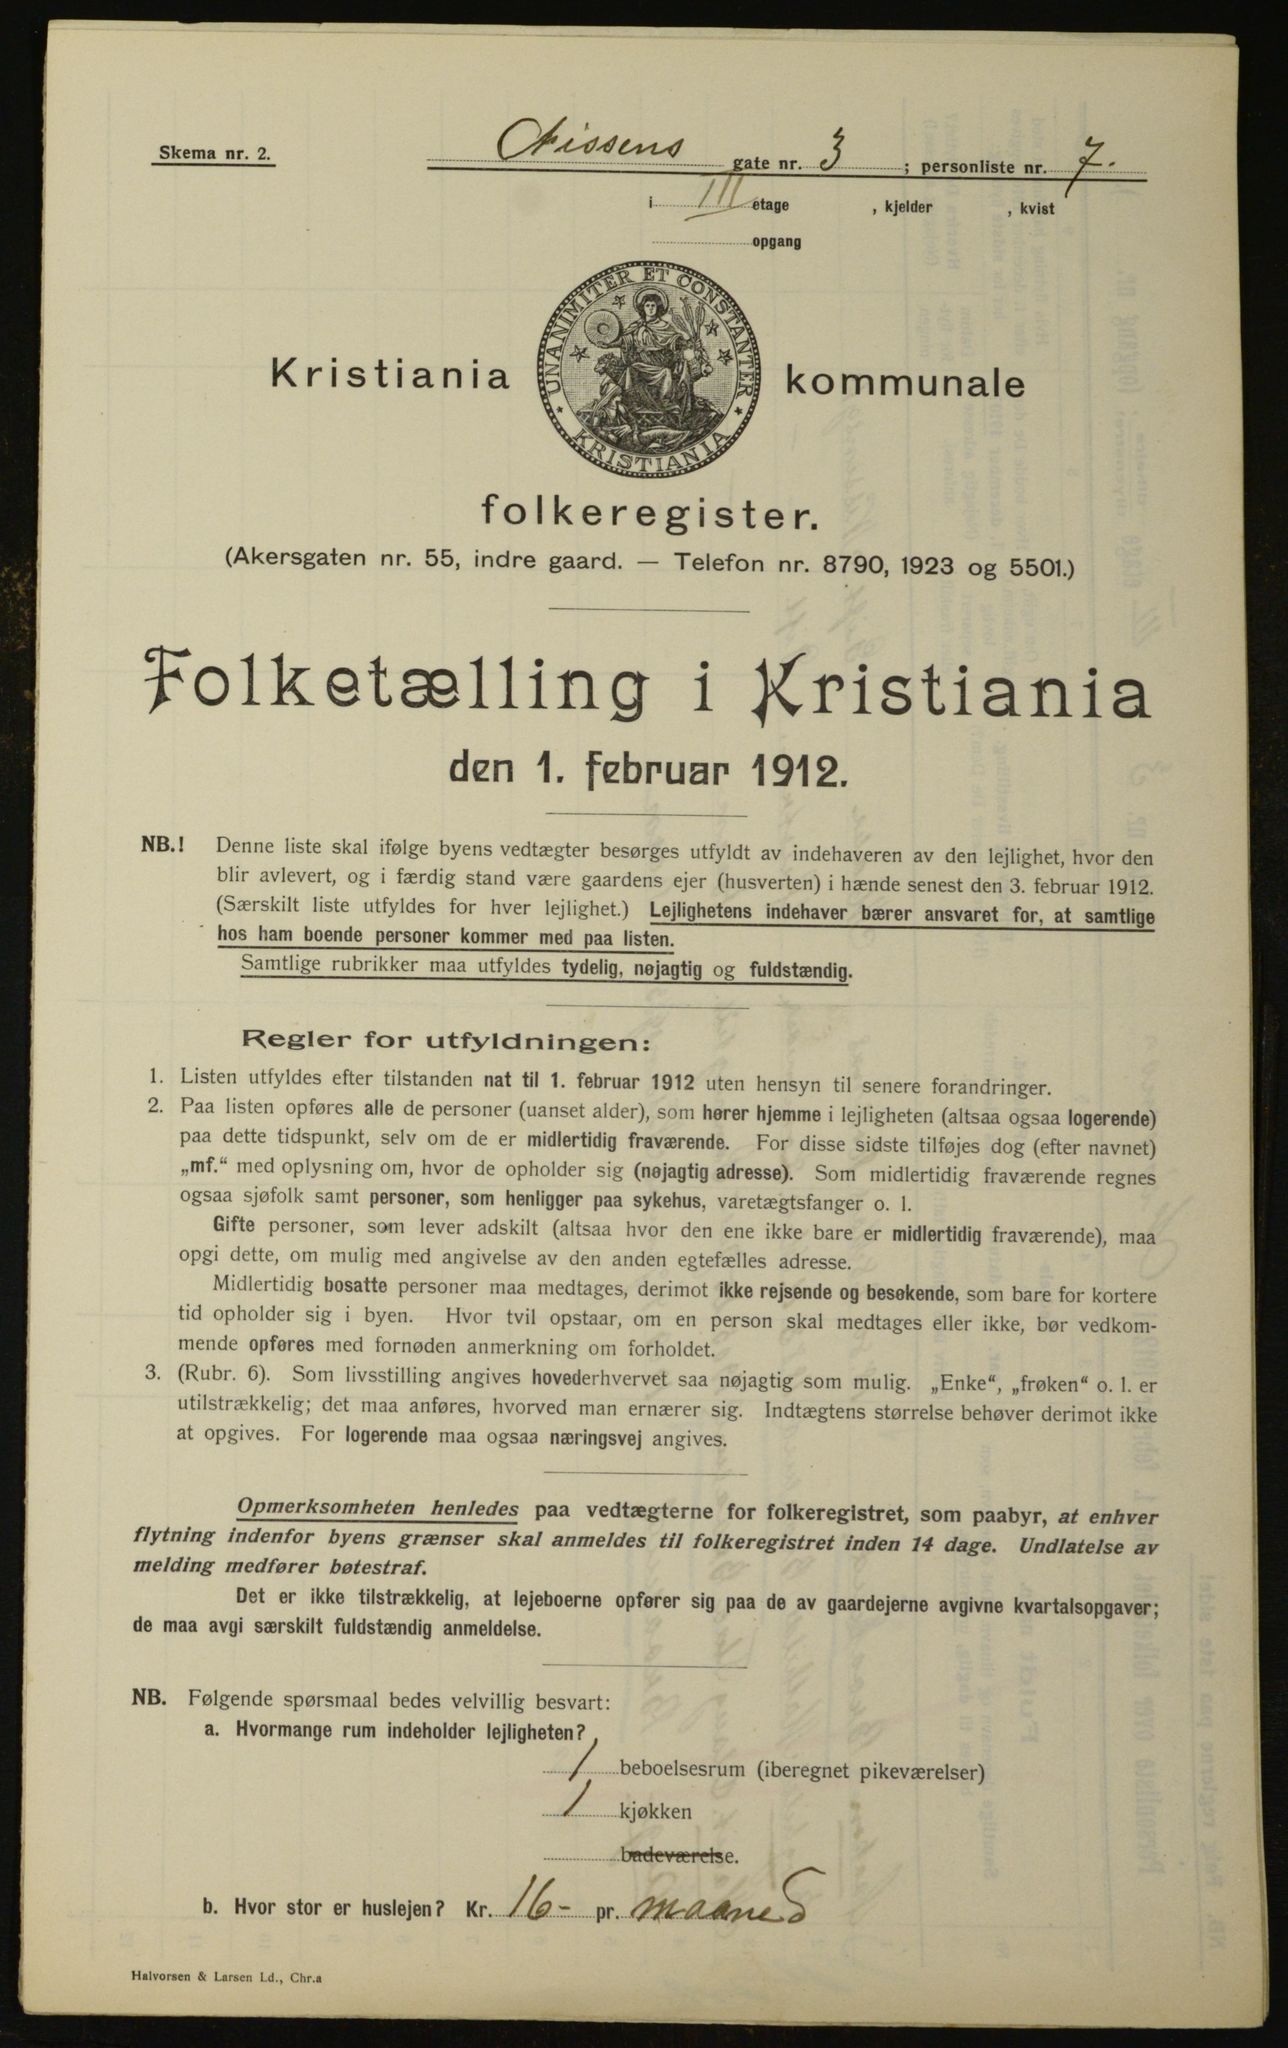 Skema nr. 2.
Nissens gate nr. 3 ; personliste nr. 7.
i III etage , kjelder , kvist
opgang
UNANIMITER ET CONSTANTER
KRISTIANIA
Kristiania kommunale
folkeregister.
(Akersgaten nr. 55, indre gaard. — Telefon nr. 8790, 1923 og 5501.)
Folketælling i Kristiania
den 1. februar 1912.
NB.! Denne liste skal ifølge byens vedtægter besørges utfyldt av indehaveren av den lejlighet, hvor den
blir avlevert, og i færdig stand være gaardens ejer (husverten) i hænde senest den 3. februar 1912.
(Særskilt liste utfyldes for hver lejlighet.) Lejlighetens indehaver bærer ansvaret for, at samtlige
hos ham boende personer kommer med paa listen.
Samtlige rubrikker maa utfyldes tydelig, nøjagtig og fuldstændig.
Regler for utfyldningen:
1. Listen utfyldes efter tilstanden nat til 1. februar 1912 uten hensyn til senere forandringer.
2. Paa listen opføres alle de personer (uanset alder), som hører hjemme i lejligheten (altsaa ogsaa logerende)
paa dette tidspunkt, selv om de er midlertidig fraværende. For disse sidste tilføjes dog (efter navnet)
„mf.“ med oplysning om, hvor de opholder sig (nøjagtig adresse). Som midlertidig fraværende regnes
ogsaa sjøfolk samt personer, som henligger paa sykehus, varetægtsfanger o. l.
Gifte personer, som lever adskilt (altsaa hvor den ene ikke bare er midlertidig fraværende), maa
opgi dette, om mulig med angivelse av den anden egtefælles adresse.
Midlertidig bosatte personer maa medtages, derimot ikke rejsende og besøkende, som bare for kortere
tid opholder sig i byen. Hvor tvil opstaar, om en person skal medtages eller ikke, bør vedkom-
mende opføres med fornøden anmerkning om forholdet.
3. (Rubr. 6). Som livsstilling angives hovederhvervet saa nøjagtig som mulig. „Enke“, „frøken“ o. l. er
utilstrækkelig; det maa anføres, hvorved man ernærer sig. Indtægtens størrelse behøver derimot ikke
at opgives. For logerende maa ogsaa næringsvej angives.
Opmerksomheten henledes paa vedtægterne for folkeregistret, som paabyr, at enhver
flytning indenfor byens grænser skal anmeldes til folkeregistret inden 14 dage. Undlatelse av
melding medfører bøtestraf.
Det er ikke tilstrækkelig, at lejeboerne opfører sig paa de av gaardejerne avgivne kvartalsopgaver;
de maa avgi særskilt fuldstændig anmeldelse.
NB. Følgende spørsmaal bedes velvillig besvart:
a. Hvormange rum indeholder lejligheten?
1 beboelsesrum (iberegnet pikeværelser)
1 kjøkken
badeværelse.
b. Hvor stor er huslejen? Kr. 16- pr. maaned
Halvorsen & Larsen Ld., Chr.a